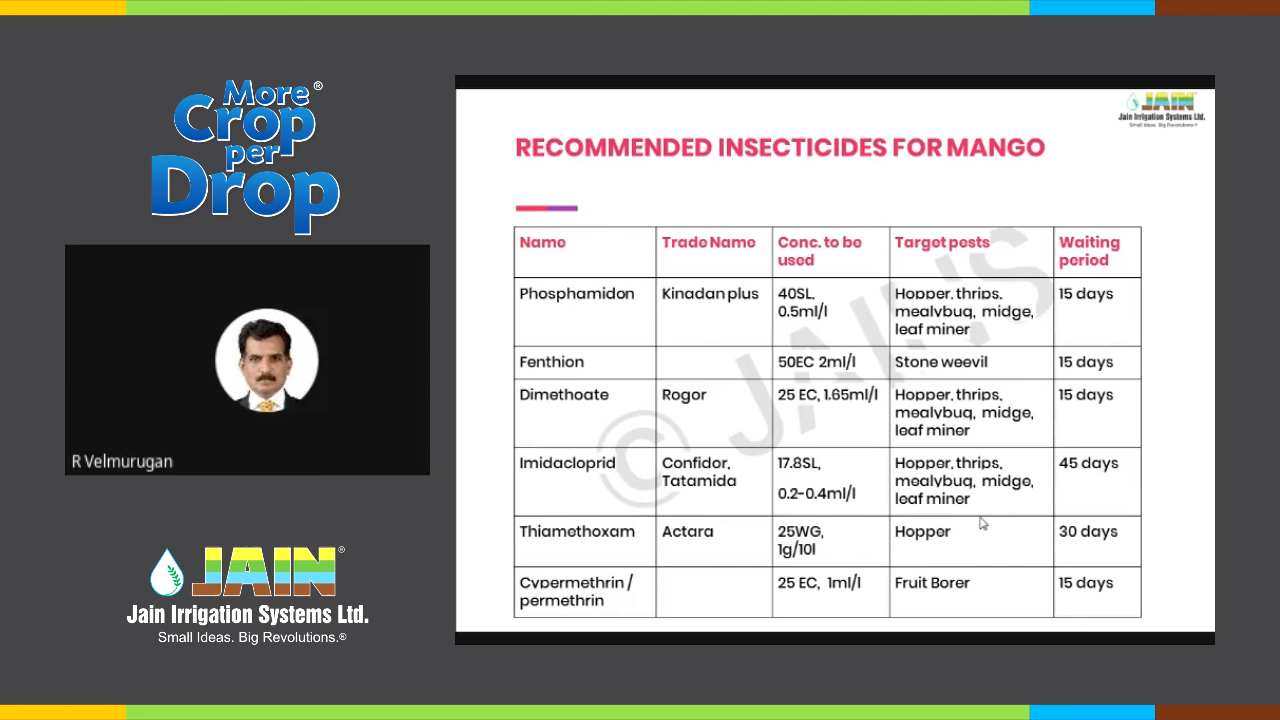 More®
Crop
per
Drop
R Velmurugan
JAIN®
Jain Irrigation Systems Ltd.
Small Ideas. Big Revolutions.®
JAIN
Jain Irrigation Systems Ltd.
Small Ideas. Big Revolutions.®
RECOMMENDED INSECTICIDES FOR MANGO
Name Trade Name Conc. to be used Target pests Waiting period
Phosphamidon Kinadan plus 40SL, 0.5ml/l Hopper, thrips, mealybug, midge, leaf miner 15 days
Fenthion 50EC 2ml/l Stone weevil 15 days
Dimethoate Rogor 25 EC, 1.65ml/l Hopper, thrips, mealybug, midge, leaf miner 15 days
Imidacloprid Confidor, Tatamida 17.8SL, 0.2-0.4ml/l Hopper, thrips, mealybug, midge, leaf miner 45 days
Thiamethoxam Actara 25WG, 1g/10l Hopper 30 days
Cypermethrin / permethrin 25 EC, 1ml/l Fruit Borer 15 days
© JAIN'S